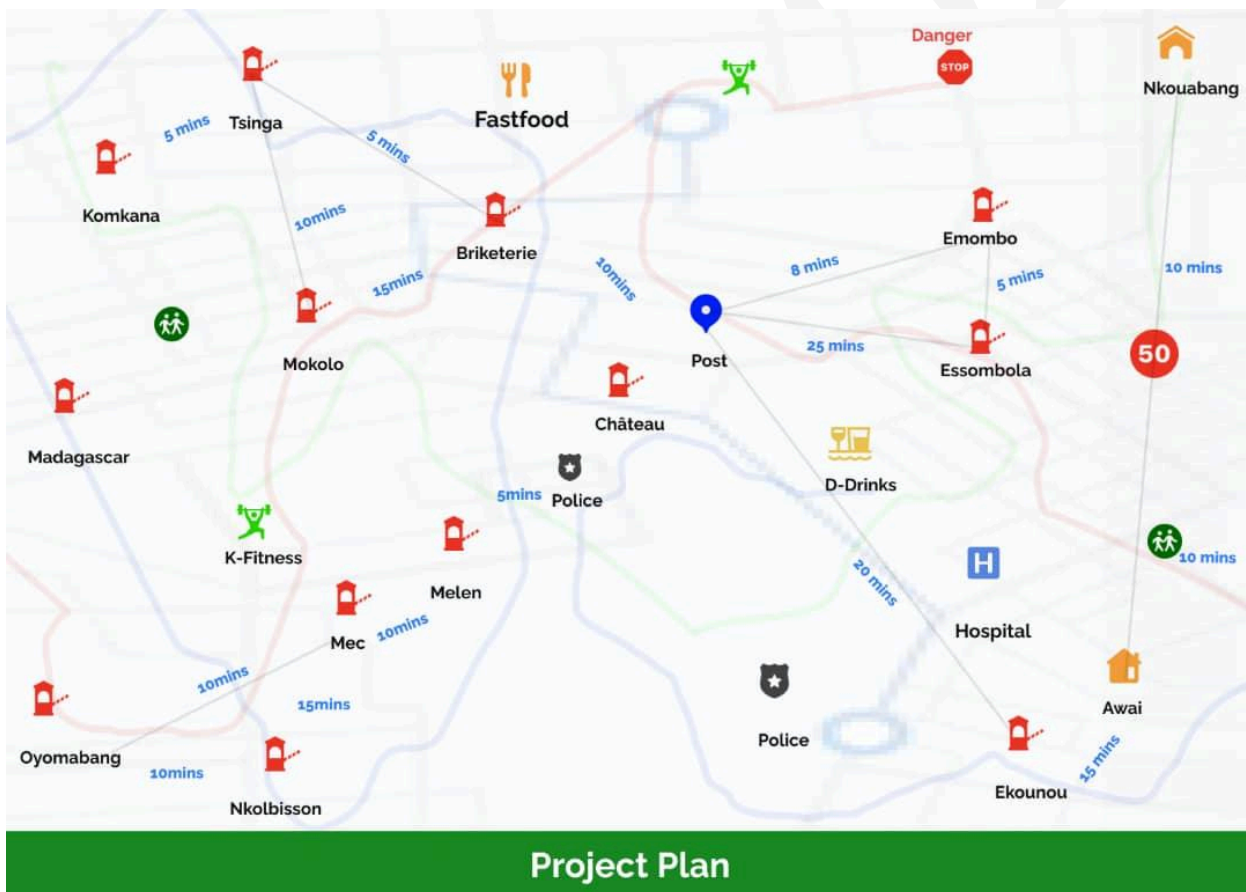 Danger
STOP
Nkouabang
Tsinga
Fastfood
5 mins
5 mins
Komkana
10mins
Briketerie
Emombo
15mins
10mins
8 mins
5 mins
10 mins
Mokolo
Post
25 mins
Essombola
50
Château
Madagascar
D-Drinks
5mins
Police
K-Fitness
Melen
20 mins
10 mins
Mec
10mins
Hospital
10mins
15mins
Awai
Oyomabang
10mins
Police
15 mins
Nkolbisson
Ekounou
H
Project Plan